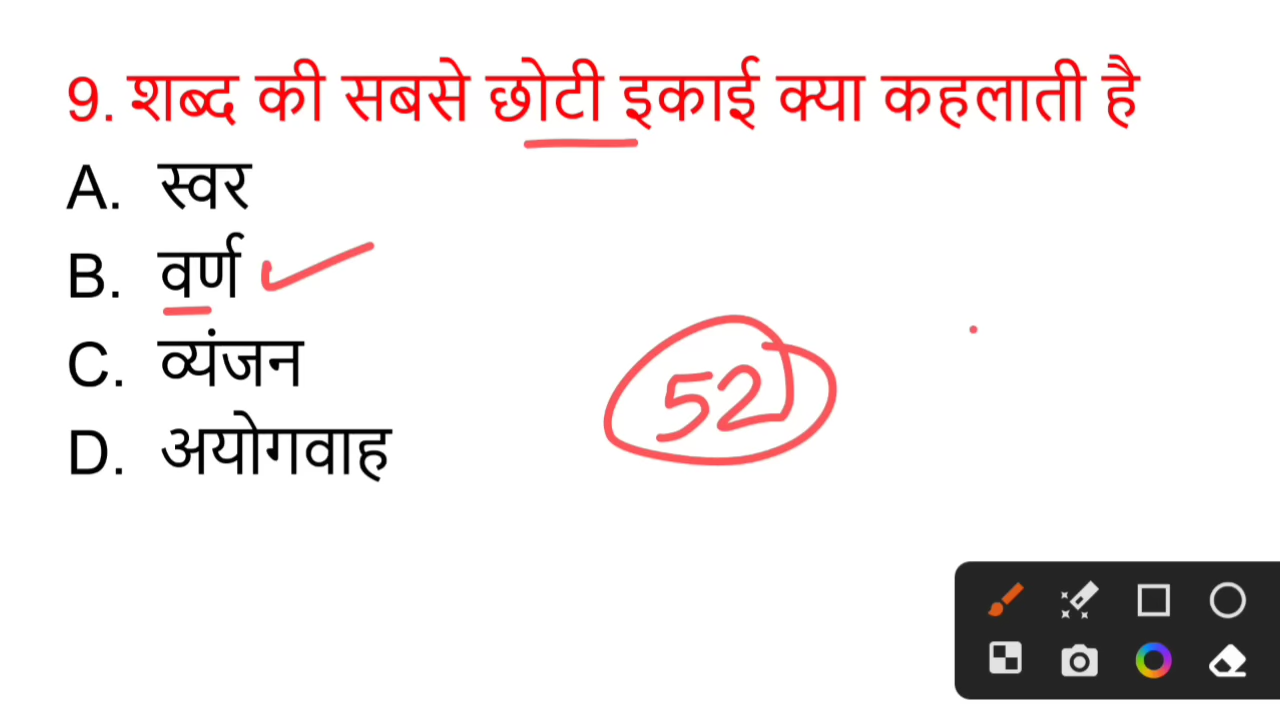 9. शब्द की सबसे छोटी इकाई क्या कहलाती है
A. स्वर
B. वर्ण
C. व्यंजन
D. अयोगवाह
52